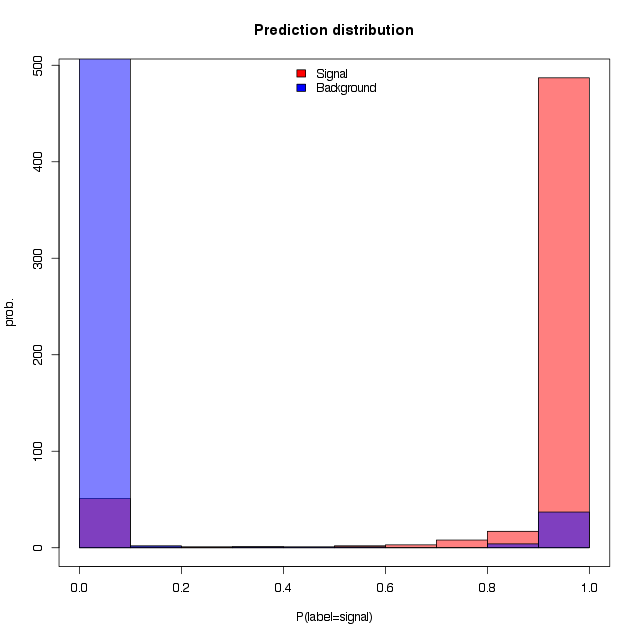 Prediction distribution
Signal
Background
500
400
300
200
100
0
prob.
0.0 0.2 0.4 0.6 0.8 1.0
P(label=signal)